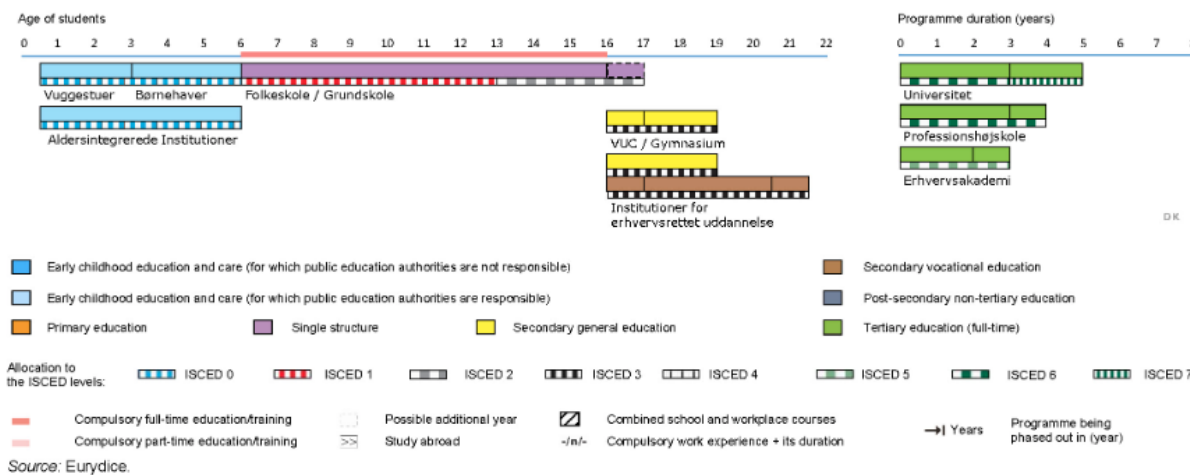 Age of students
Programme duration (years)
0 1 2 3 4 5 6 7 8 9 10 11 12 13 14 15 16 17 18 19 20 21 22
0 1 2 3 4 5 6 7
Vuggestuer Børnehaver Folkeskole / Grundskole
Universitet
Aldersintegrerede Institutioner
VUC / Gymnasium
Professionshøjskole
Erhvervsakademi
Institutioner for
erhvervsrettet uddannelse
DK
Early childhood education and care (for which public education authorities are not responsible)
Secondary vocational education
Early childhood education and care (for which public education authorities are responsible)
Post-secondary non-tertiary education
Primary education
Single structure
Secondary general education
Tertiary education (full-time)
Allocation to
the ISCED levels:
ISCED 0
ISCED 1
ISCED 2
ISCED 3
ISCED 4
ISCED 5
ISCED 6
ISCED 7
Compulsory full-time education/training
Possible additional year
Combined school and workplace courses
Years
Programme being
phased out in (year)
Compulsory part-time education/training
>> Study abroad
-/n/- Compulsory work experience + its duration
Source: Eurydice.